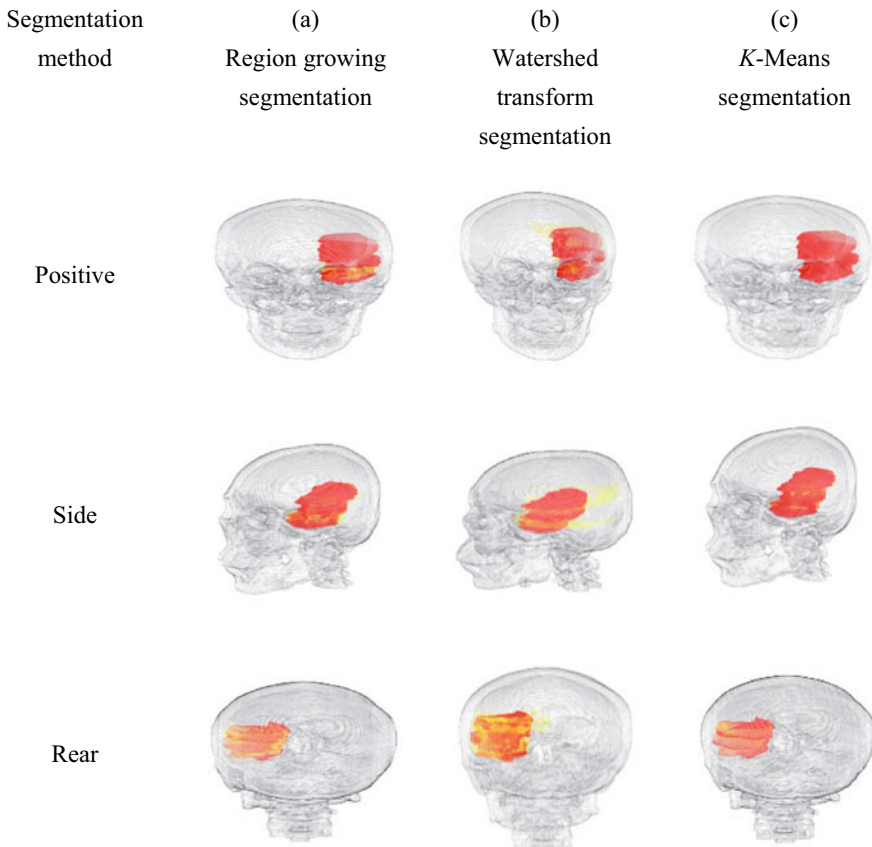 Segmentation
method
(a)
Region growing
segmentation
(b)
Watershed
transform
segmentation
(c)
K-Means
segmentation
Positive
Side
Rear